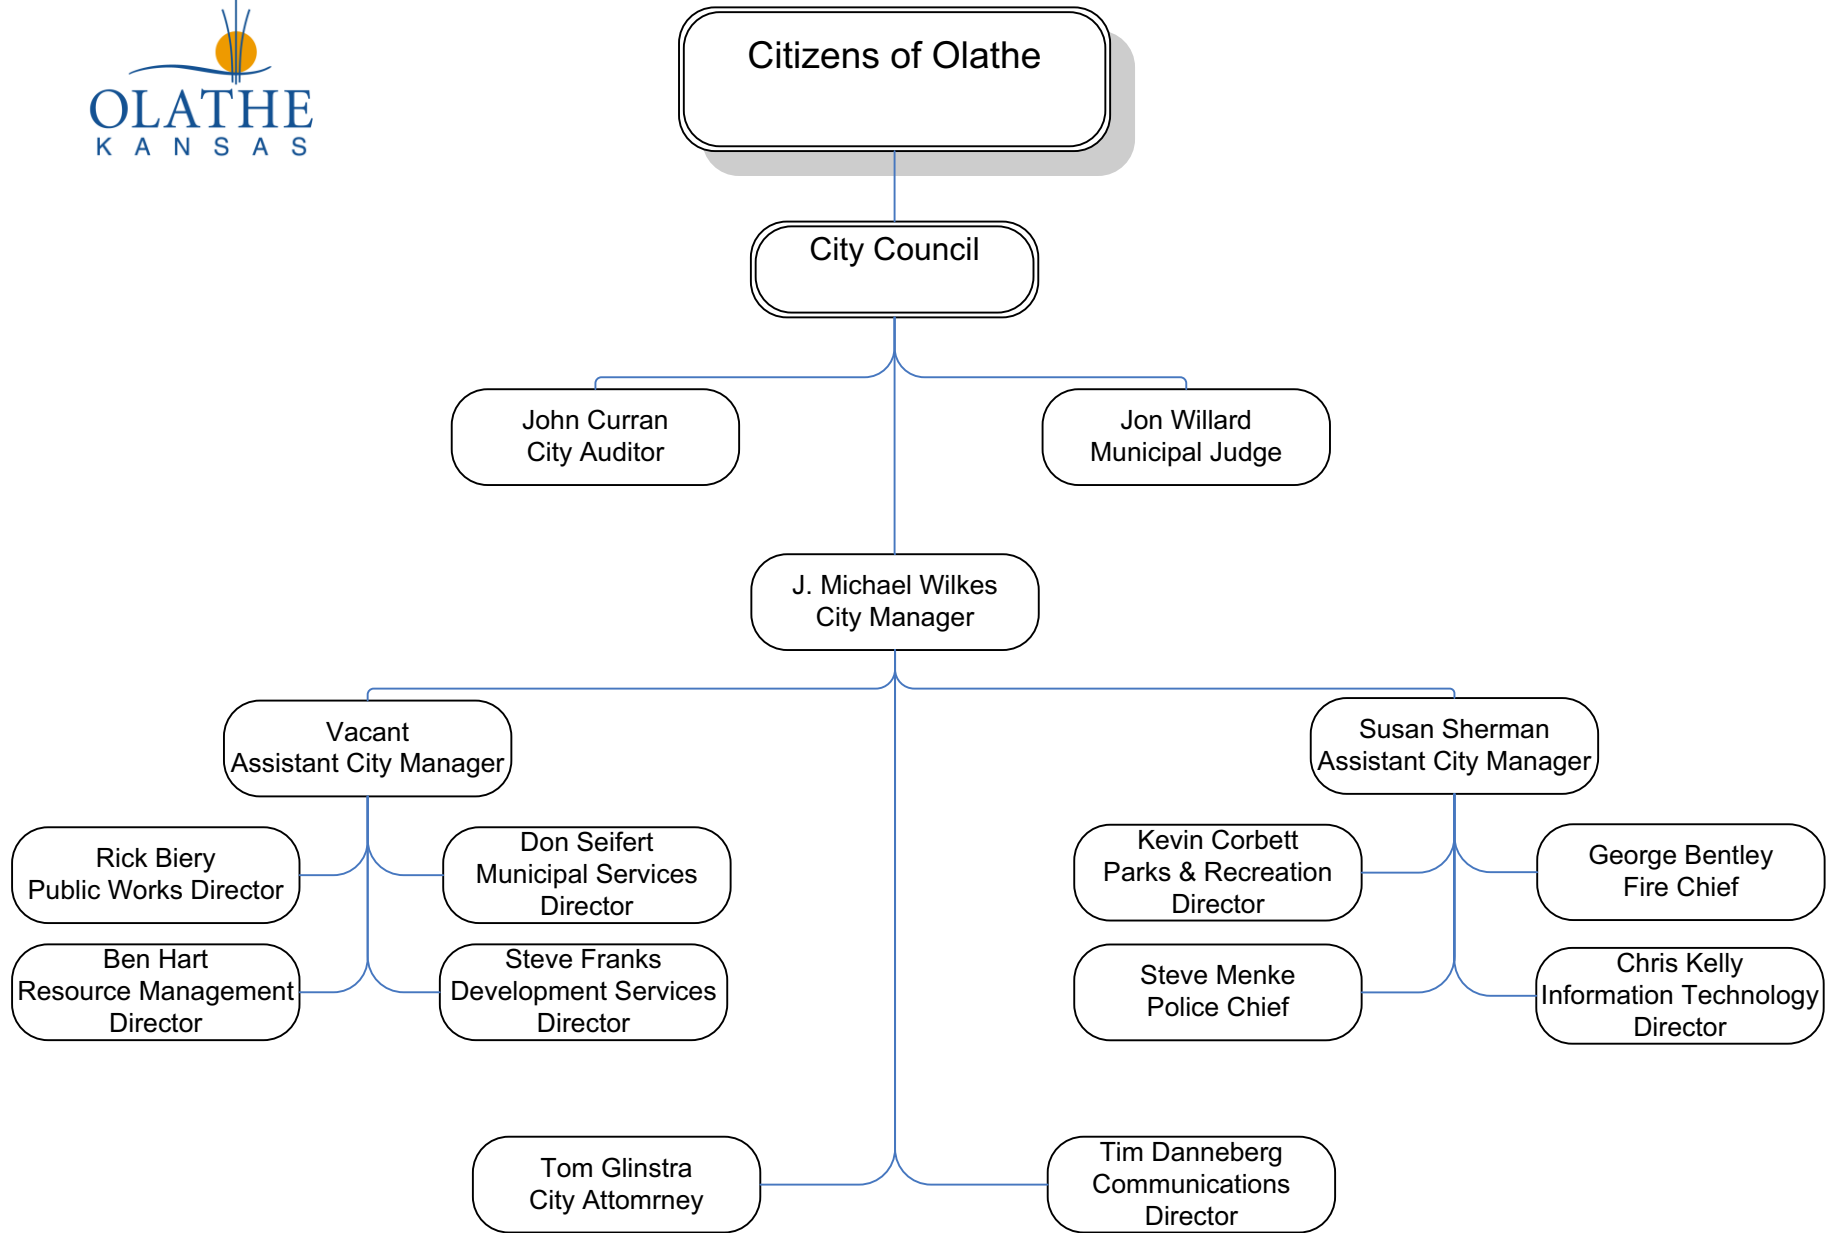 OLATHE
KANSAS
Citizens of Olathe
City Council
John Curran
City Auditor
Jon Willard
Municipal Judge
J. Michael Wilkes
City Manager
Vacant
Assistant City Manager
Susan Sherman
Assistant City Manager
Rick Biery
Public Works Director
Don Seifert
Municipal Services
Director
Kevin Corbett
Parks & Recreation
Director
George Bentley
Fire Chief
Ben Hart
Resource Management
Director
Steve Franks
Development Services
Director
Steve Menke
Police Chief
Chris Kelly
Information Technology
Director
Tom Glinstra
City Attomrney
Tim Danneberg
Communications
Director